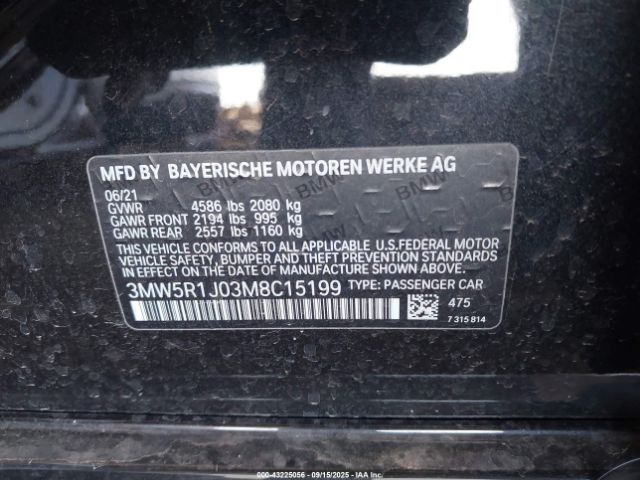 MFD BY BAYERISCHE MOTOREN WERKE AG
06/21
GVWR 4586 lbs 2080 kg
GAWR FRONT 2194 lbs 995 kg
GAWR REAR 2557 lbs 1160 kg
THIS VEHICLE CONFORMS TO ALL APPLICABLE U.S.FEDERAL MOTOR
VEHICLE SAFETY, BUMPER AND THEFT PREVENTION STANDARDS
IN EFFECT ON THE DATE OF MANUFACTURE SHOWN ABOVE.
3MW5R1J03M8C15199 TYPE: PASSENGER CAR
475
7 315 814
000-43225056 - 09/15/2025 - IAAI BRANCH